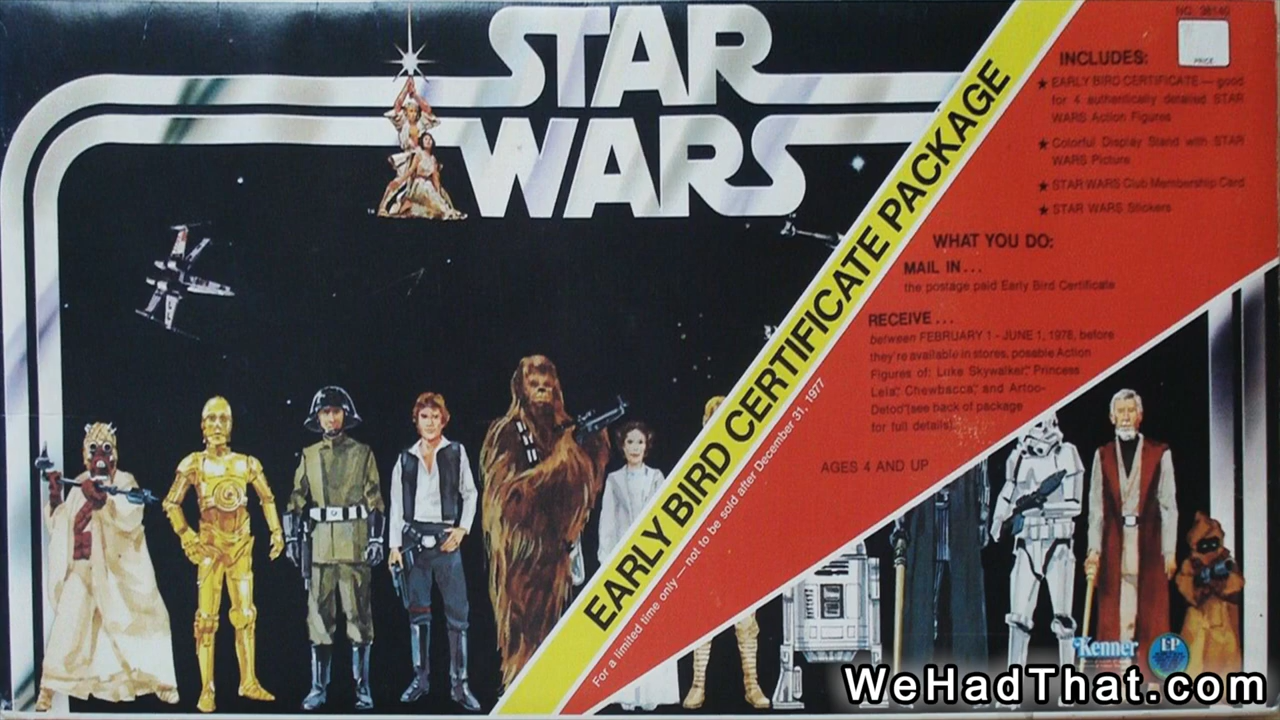 STAR
WARS
EARLY BIRD CERTIFICATE PACKAGE
For a limited time only — not to be sold after December 31, 1977
NO. 38140
PRICE
INCLUDES:
★ EARLY BIRD CERTIFICATE — good
for 4 authentically detailed STAR
WARS Action Figures
★ Colorful Display Stand with STAR
WARS Picture
★ STAR WARS Club Membership Card
★ STAR WARS Stickers
WHAT YOU DO:
MAIL IN...
the postage paid Early Bird Certificate
RECEIVE...
between FEBRUARY 1 - JUNE 1, 1978, before
they're available in stores, posable Action
Figures of: Luke Skywalker, Princess
Leia, Chewbacca, and Artoo-
Detoo (see back of package
for full details).
AGES 4 AND UP
Kenner
WeHadThat.com